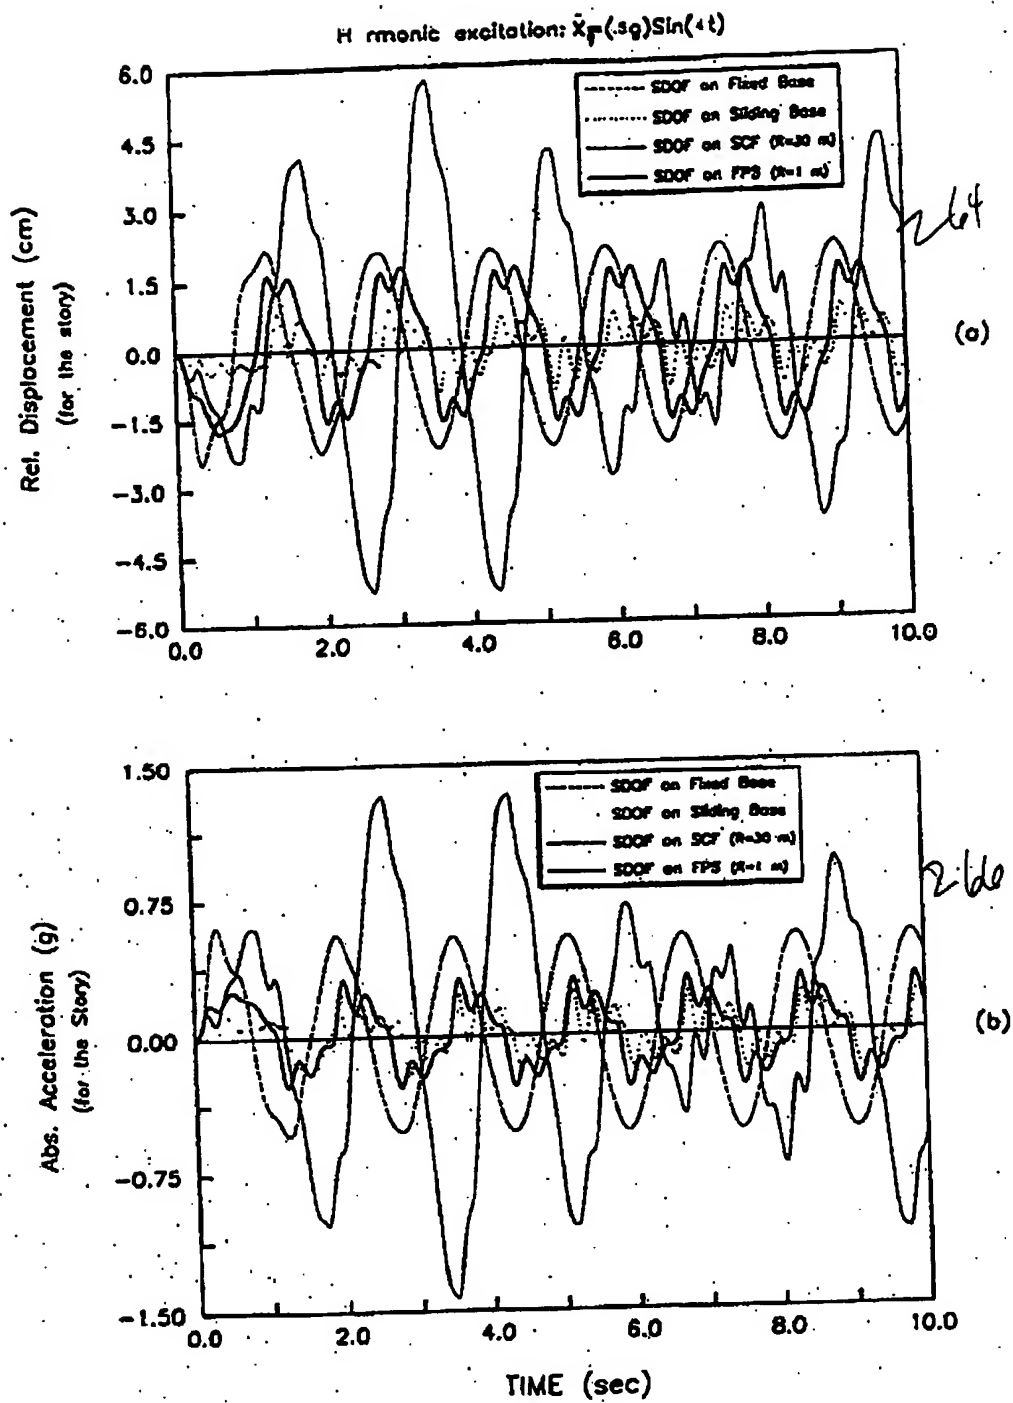 H rmonic excitation: Ẍg=(.5g)Sin(4t)
6.0
4.5
3.0
1.5
0.0
-1.5
-3.0
-4.5
-6.0
Rel. Displacement (cm)
(for the story)
SDOF on Fixed Base
SDOF on Sliding Base
SDOF on SCF (R=30 m)
SDOF on FPS (R=1 m)
64
(a)
0.0 2.0 4.0 6.0 8.0 10.0
1.50
0.75
0.00
-0.75
-1.50
Abs. Acceleration (g)
(for the Story)
SDOF on Fixed Base
SDOF on Sliding Base
SDOF on SCF (R=30 m)
SDOF on FPS (R=1 m)
66
(b)
0.0 2.0 4.0 6.0 8.0 10.0
TIME (sec)